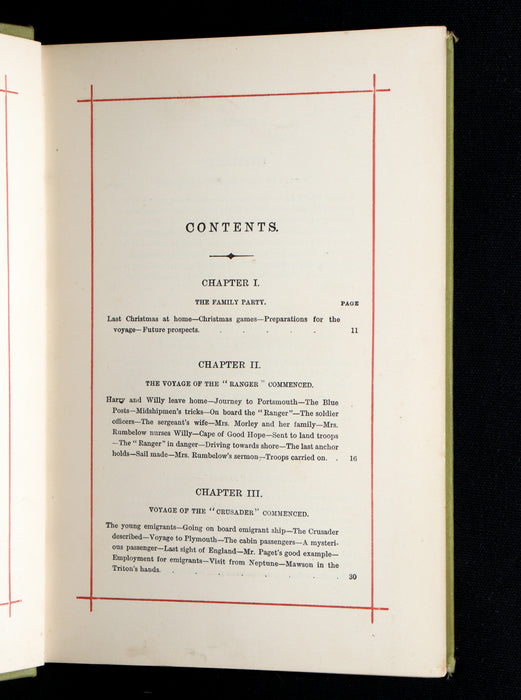 CONTENTS.
CHAPTER I.
THE FAMILY PARTY.
PAGE
Last Christmas at home—Christmas games—Preparations for the
voyage—Future prospects. . . . . . 11
CHAPTER II.
THE VOYAGE OF THE "RANGER" COMMENCED.
Harry and Willy leave home—Journey to Portsmouth—The Blue
Posts—Midshipmen's tricks—On board the "Ranger"—The soldier
officers—The sergeant's wife—Mrs. Morley and her family—Mrs.
Rumbelow nurses Willy—Cape of Good Hope—Sent to land troops
—The "Ranger" in danger—Driving towards shore—The last anchor
holds—Sail made—Mrs. Rumbelow's sermon—Troops carried on. . 16
CHAPTER III.
VOYAGE OF THE "CRUSADER" COMMENCED.
The young emigrants—Going on board emigrant ship—The Crusader
described—Voyage to Plymouth—The cabin passengers—A mysteri-
ous passenger—Last sight of England—Mr. Paget's good example—
Employment for emigrants—Visit from Neptune—Mawson in the
Triton's hands. . . . . . . 30